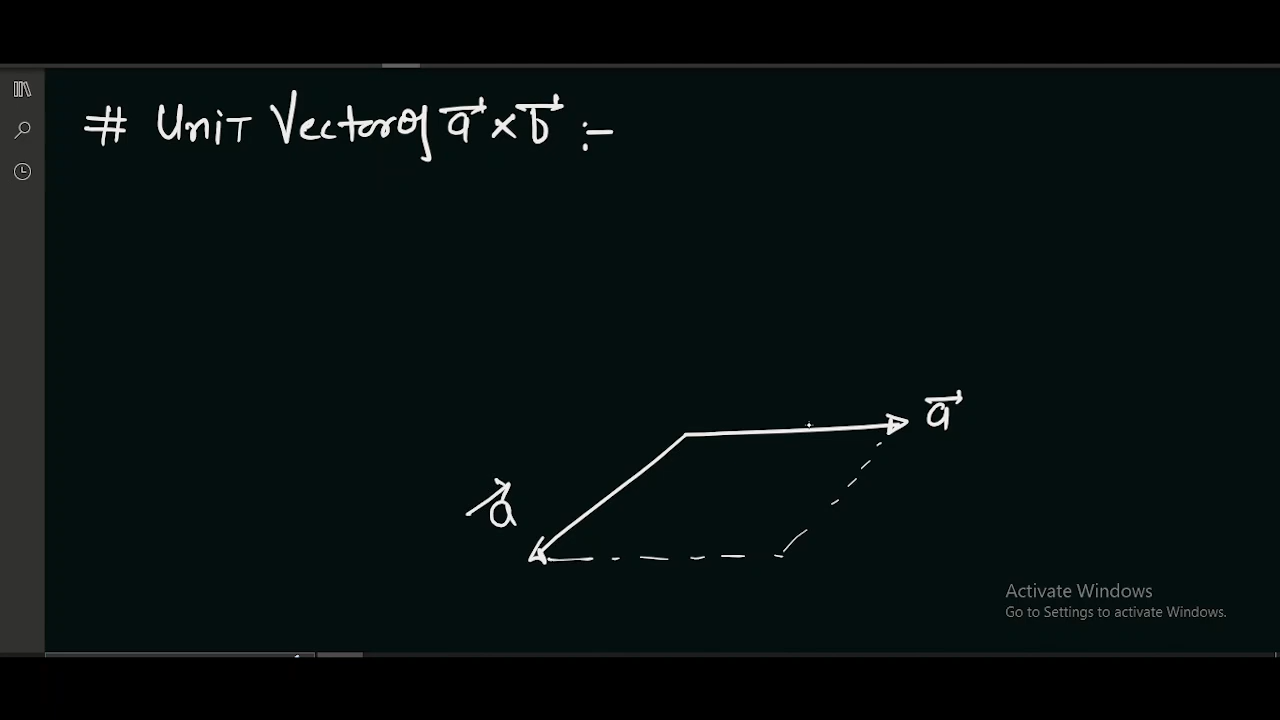 # Unit Vector of a⃗ × b⃗ :-
a⃗
a⃗
Activate Windows
Go to Settings to activate Windows.